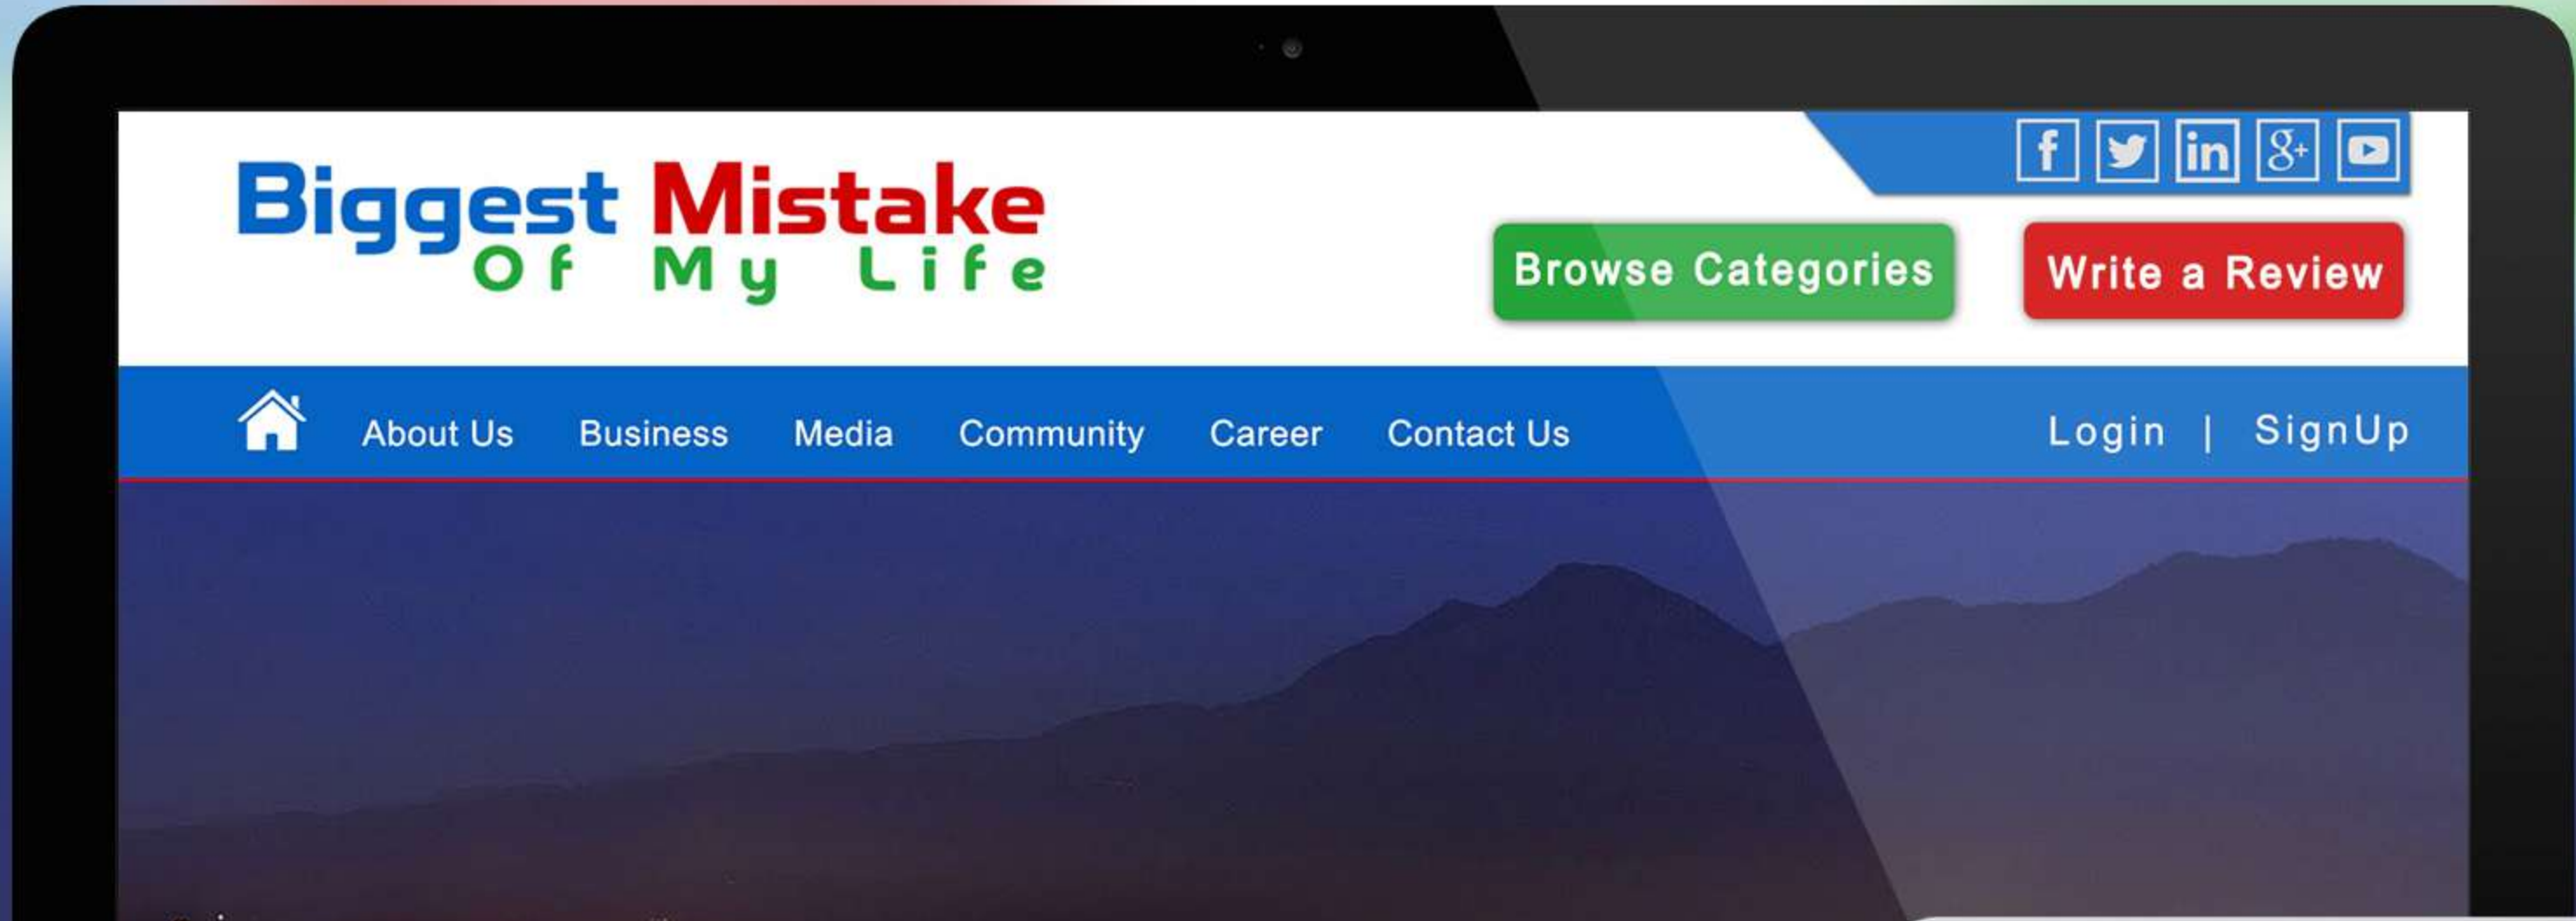 Biggest Mistake
Of My Life
Browse Categories
Write a Review
About Us
Business
Media
Community
Career
Contact Us
Login | SignUp